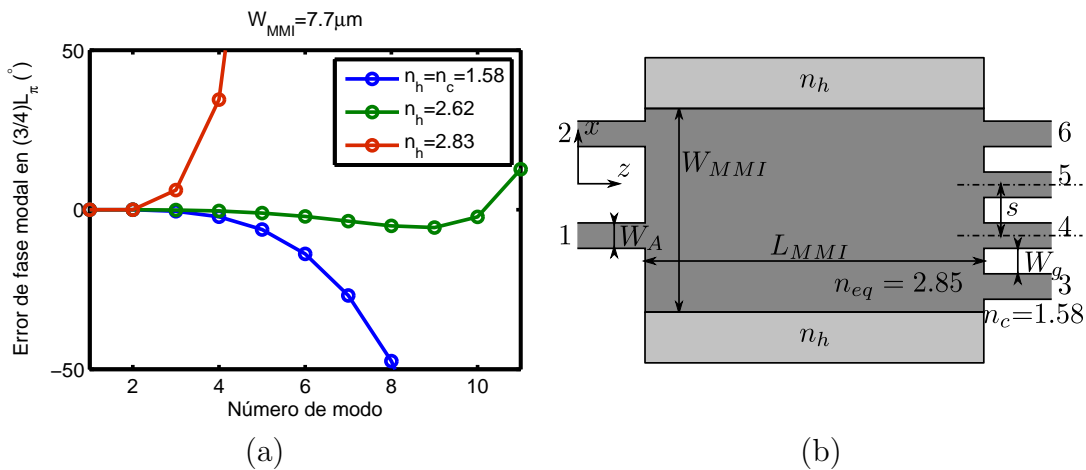 W_MMI=7.7μm
Error de fase modal en (3/4)L_π (°)
50
0
−50
n_h=n_c=1.58
n_h=2.62
n_h=2.83
2
4
6
8
10
Número de modo
(a)
n_h
2
x
z
1
W_A
W_MMI
L_MMI
n_eq = 2.85
6
5
s
4
W_g
3
n_c=1.58
n_h
(b)